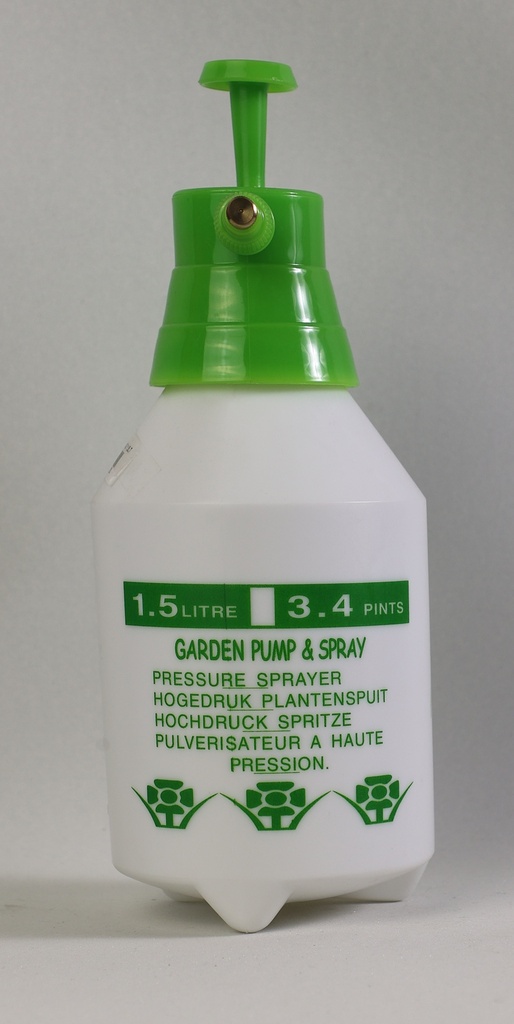 1.5 LITRE 3.4 PINTS
GARDEN PUMP & SPRAY
PRESSURE SPRAYER
HOGEDRUK PLANTENSPUIT
HOCHDRUCK SPRITZE
PULVERISATEUR A HAUTE
PRESSION.